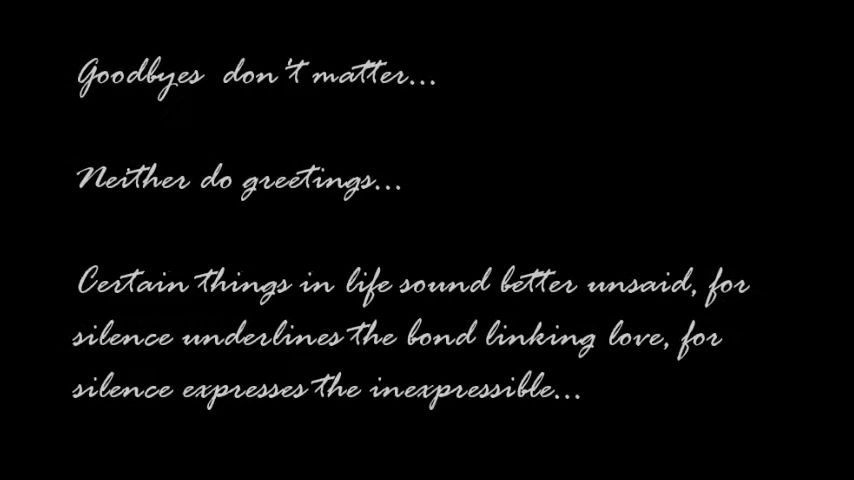 Goodbyes don't matter...
Neither do greetings...
Certain things in life sound better unsaid, for
silence underlines the bond linking love, for
silence expresses the inexpressible...